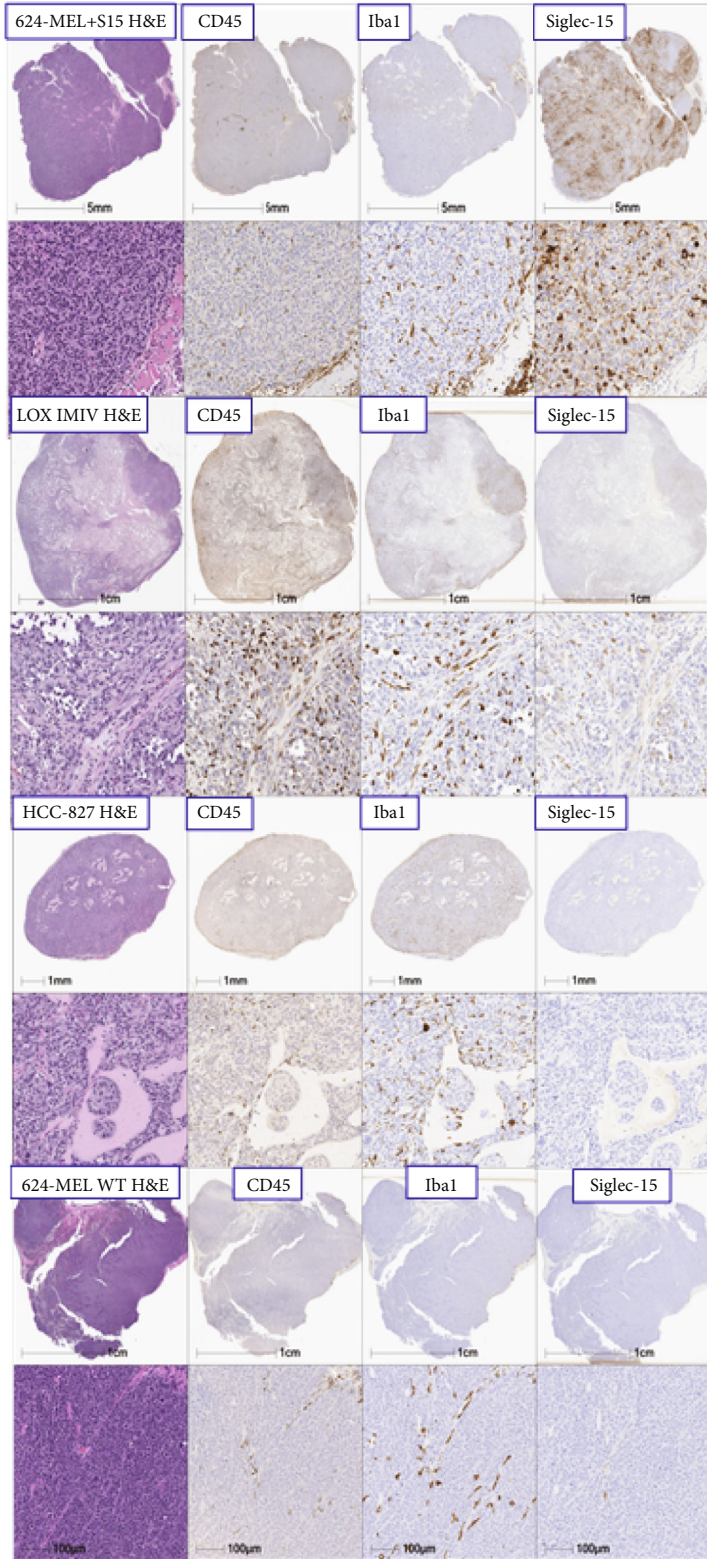 624-MEL+S15 H&E CD45 Iba1 Siglec-15
5mm 5mm 5mm 5mm
LOX IMIV H&E CD45 Iba1 Siglec-15
1cm 1cm 1cm 1cm
HCC-827 H&E CD45 Iba1 Siglec-15
1mm 1mm 1mm 1mm
624-MEL WT H&E CD45 Iba1 Siglec-15
1cm 1cm 1cm 1cm
100µm 100µm 100µm 100µm